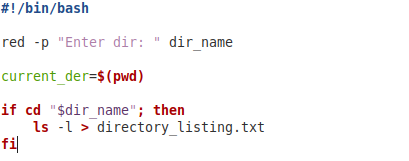 #!/bin/bash
red -p "Enter dir: " dir_name
current_der=$(pwd)
if cd "$dir_name"; then
    ls -l > directory_listing.txt
fi